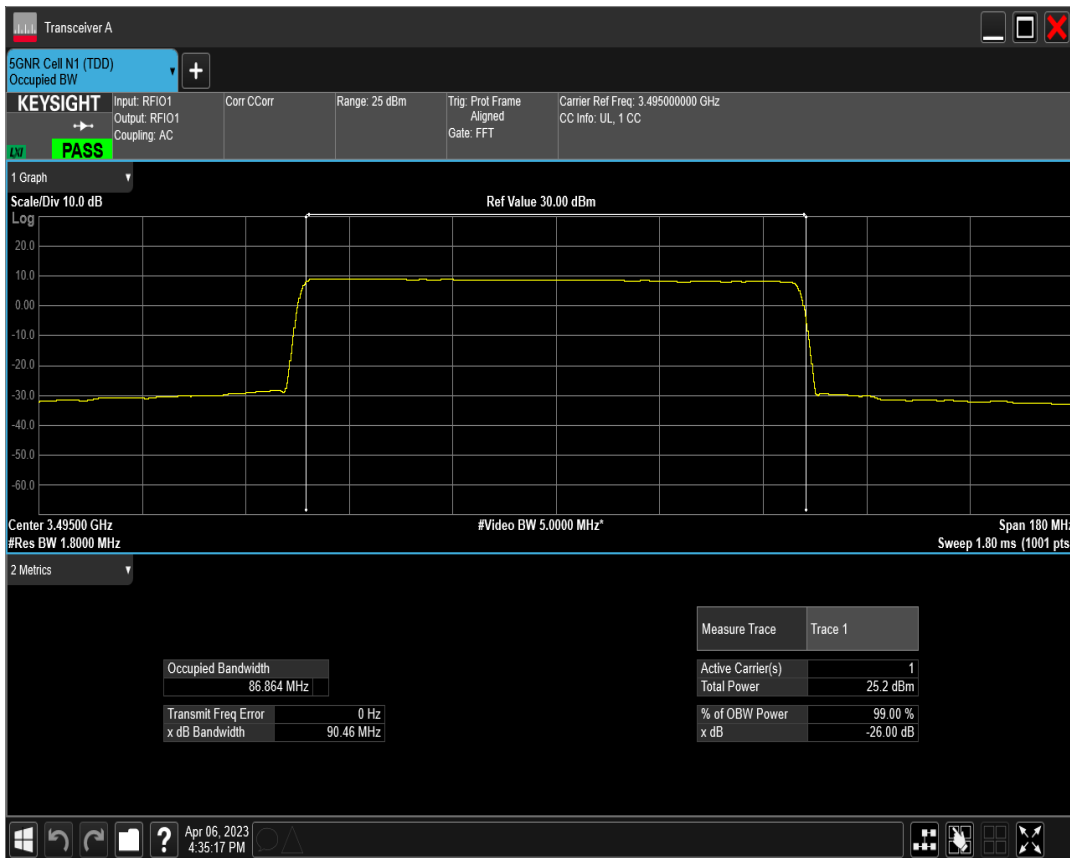 Transceiver A
5GNR Cell N1 (TDD)
Occupied BW
+
KEYSIGHT
LXI
PASS
Input: RFIO1
Output: RFIO1
Coupling: AC
Corr CCorr
Range: 25 dBm
Trig: Prot Frame
Aligned
Gate: FFT
Carrier Ref Freq: 3.495000000 GHz
CC Info: UL, 1 CC
1 Graph
Scale/Div 10.0 dB
Ref Value 30.00 dBm
Log
20.0
10.0
0.00
-10.0
-20.0
-30.0
-40.0
-50.0
-60.0
Center 3.49500 GHz
#Video BW 5.0000 MHz*
Span 180 MHz
#Res BW 1.8000 MHz
Sweep 1.80 ms (1001 pts
2 Metrics
Measure Trace Trace 1
Occupied Bandwidth
86.864 MHz
Active Carrier(s) 1
Total Power 25.2 dBm
Transmit Freq Error 0 Hz
x dB Bandwidth 90.46 MHz
% of OBW Power 99.00 %
x dB -26.00 dB
?
Apr 06, 2023
4:35:17 PM